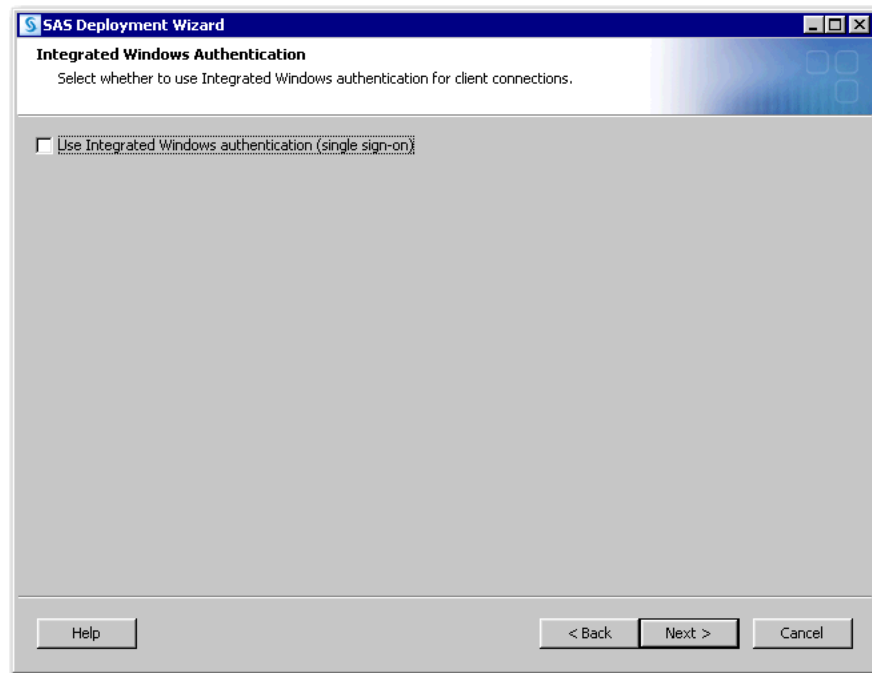 SAS Deployment Wizard
Integrated Windows Authentication
Select whether to use Integrated Windows authentication for client connections.
Use Integrated Windows authentication (single sign-on)
Help
< Back
Next >
Cancel